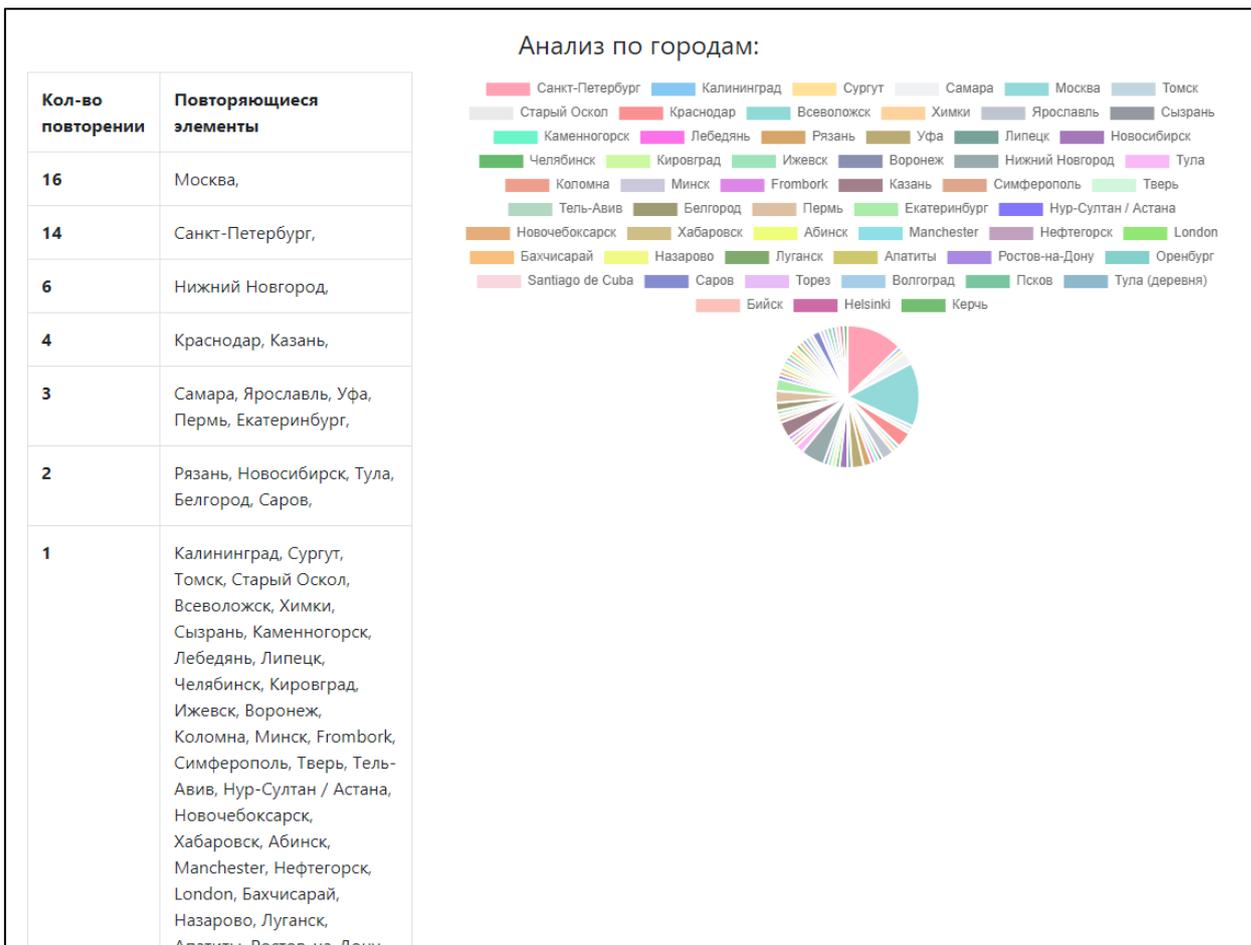 Анализ по городам:
Кол-во
повторении
Повторяющиеся
элементы
16
Москва,
14
Санкт-Петербург,
6
Нижний Новгород,
4
Краснодар, Казань,
3
Самара, Ярославль, Уфа,
Пермь, Екатеринбург,
2
Рязань, Новосибирск, Тула,
Белгород, Саров,
1
Калининград, Сургут,
Томск, Старый Оскол,
Всеволожск, Химки,
Сызрань, Каменногорск,
Лебедянь, Липецк,
Челябинск, Кировград,
Ижевск, Воронеж,
Коломна, Минск, Frombork,
Симферополь, Тверь, Тель-
Авив, Нур-Султан / Астана,
Новочебоксарск,
Хабаровск, Абинск,
Manchester, Нефтегорск,
London, Бахчисарай,
Назарово, Луганск,
Апатиты, Ростов-на-Дону,
Санкт-Петербург Калининград Сургут Самара Москва Томск
Старый Оскол Краснодар Всеволожск Химки Ярославль Сызрань
Каменногорск Лебедянь Рязань Уфа Липецк Новосибирск
Челябинск Кировград Ижевск Воронеж Нижний Новгород Тула
Коломна Минск Frombork Казань Симферополь Тверь
Тель-Авив Белгород Пермь Екатеринбург Нур-Султан / Астана
Новочебоксарск Хабаровск Абинск Manchester Нефтегорск London
Бахчисарай Назарово Луганск Апатиты Ростов-на-Дону Оренбург
Santiago de Cuba Саров Торез Волгоград Псков Тула (деревня)
Бийск Helsinki Керчь